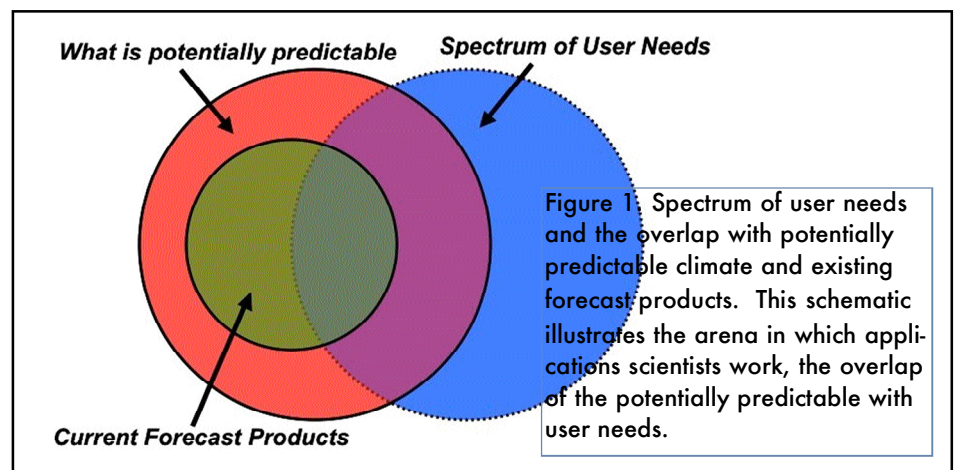 What is potentially predictable
Spectrum of User Needs
Figure 1  Spectrum of user needs
and the overlap with potentially
predictable climate and existing
forecast products.  This schematic
illustrates the arena in which appli-
cations scientists work, the overlap
of the potentially predictable with
user needs.
Current Forecast Products